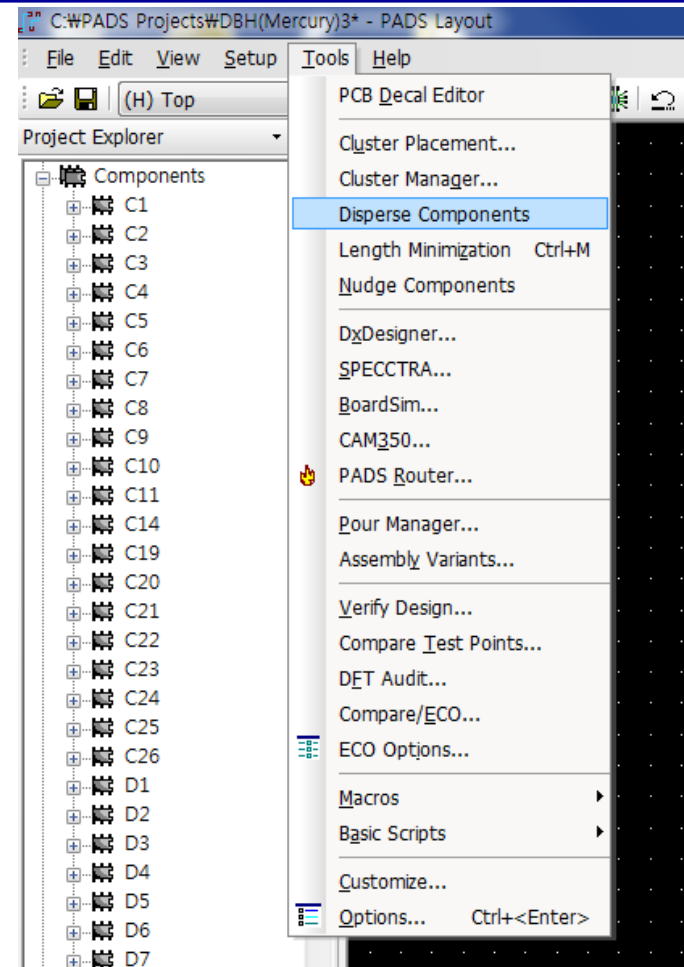 C:₩PADS Projects₩DBH(Mercury)3* - PADS Layout
File Edit View Setup Tools Help
(H) Top
Project Explorer
Components
C1
C2
C3
C4
C5
C6
C7
C8
C9
C10
C11
C14
C19
C20
C21
C22
C23
C24
C25
C26
D1
D2
D3
D4
D5
D6
D7
PCB Decal Editor
Cluster Placement...
Cluster Manager...
Disperse Components
Length Minimization Ctrl+M
Nudge Components
DxDesigner...
SPECCTRA...
BoardSim...
CAM350...
PADS Router...
Pour Manager...
Assembly Variants...
Verify Design...
Compare Test Points...
DFT Audit...
Compare/ECO...
ECO Options...
Macros
Basic Scripts
Customize...
Options... Ctrl+<Enter>